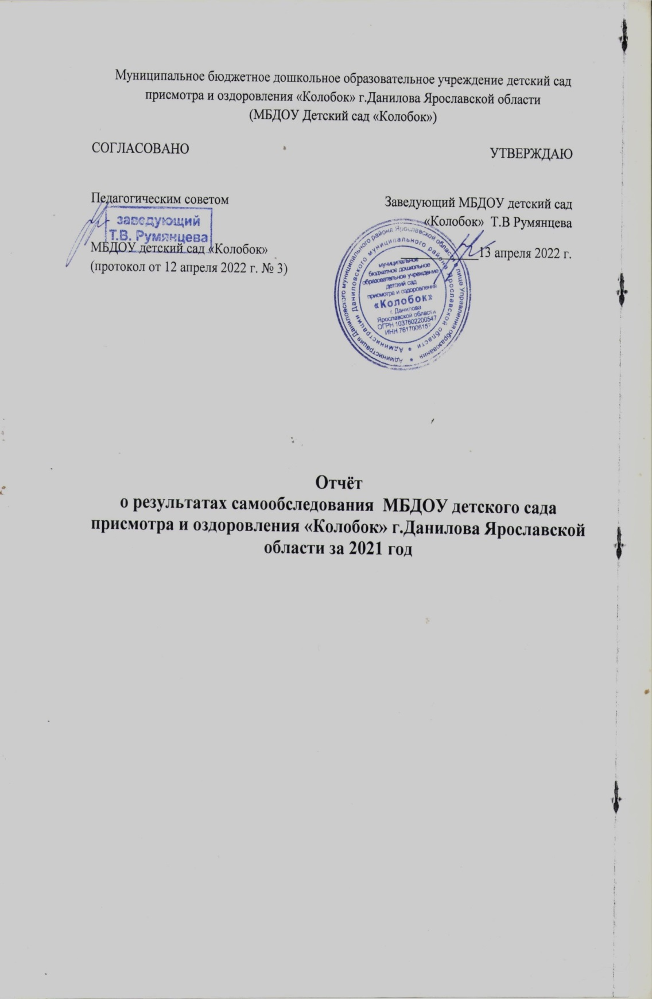 Муниципальное бюджетное дошкольное образовательное учреждение детский сад
присмотра и оздоровления «Колобок» г.Данилова Ярославской области
(МБДОУ Детский сад «Колобок»)
СОГЛАСОВАНО
УТВЕРЖДАЮ
Педагогическим советом
заведующий
Т.В. Румянцева
МБДОУ детский сад «Колобок»
(протокол от 12 апреля 2022 г. № 3)
Заведующий МБДОУ детский сад
«Колобок»  Т.В Румянцева
____________13 апреля 2022 г.
Администрация Даниловского муниципального района Ярославской области в лице Управления образования
Администрации Даниловского муниципального района Ярославской области
муниципальное
бюджетное дошкольное
образовательное учреждение
детский сад
присмотра и оздоровления
«Колобок»
г. Данилова
Ярославской области
ОГРН 1037602200547
ИНН 7617006157
Отчёт
о результатах самообследования  МБДОУ детского сада
присмотра и оздоровления «Колобок» г.Данилова Ярославской
области за 2021 год